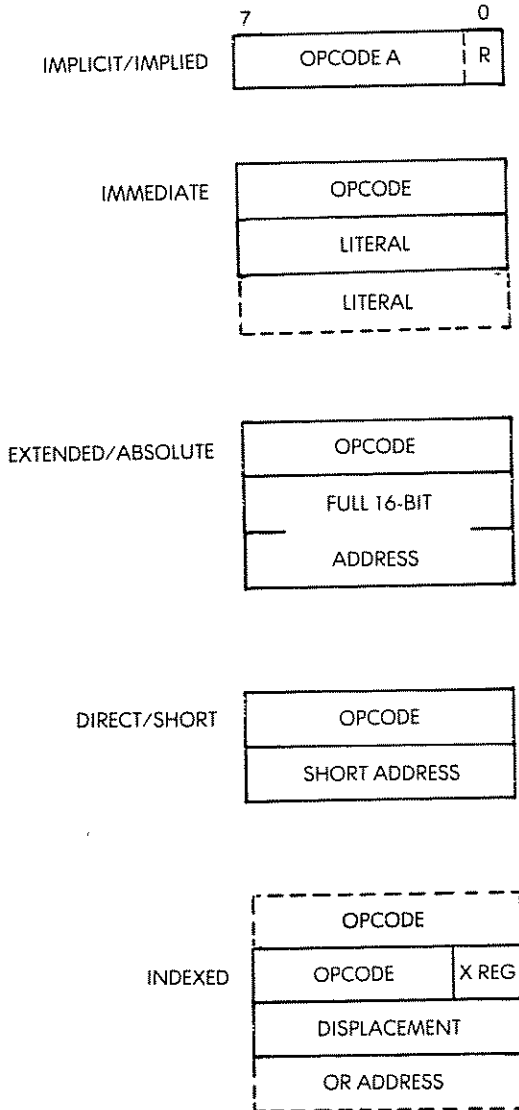 7 0
IMPLICIT/IMPLIED OPCODE A R
IMMEDIATE OPCODE
LITERAL
LITERAL
EXTENDED/ABSOLUTE OPCODE
FULL 16-BIT
ADDRESS
DIRECT/SHORT OPCODE
SHORT ADDRESS
OPCODE
INDEXED OPCODE X REG
DISPLACEMENT
OR ADDRESS